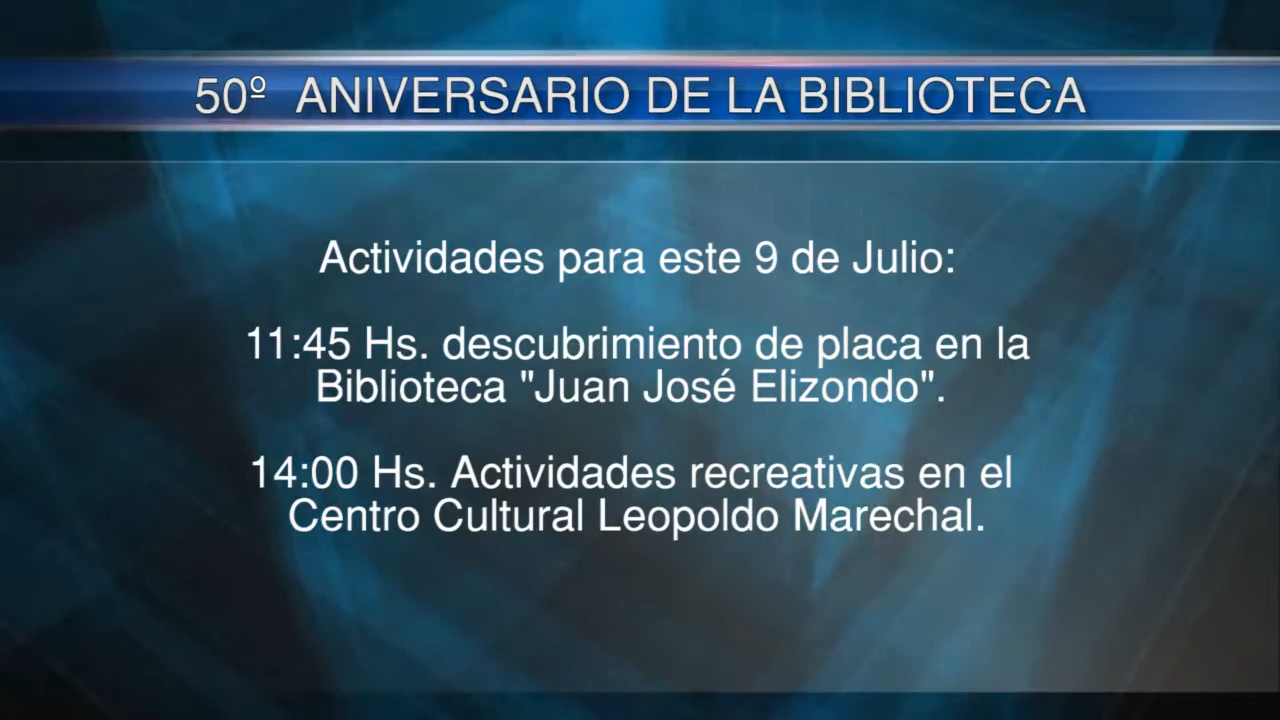 50º ANIVERSARIO DE LA BIBLIOTECA
Actividades para este 9 de Julio:
11:45 Hs. descubrimiento de placa en la
Biblioteca "Juan José Elizondo".
14:00 Hs. Actividades recreativas en el
Centro Cultural Leopoldo Marechal.